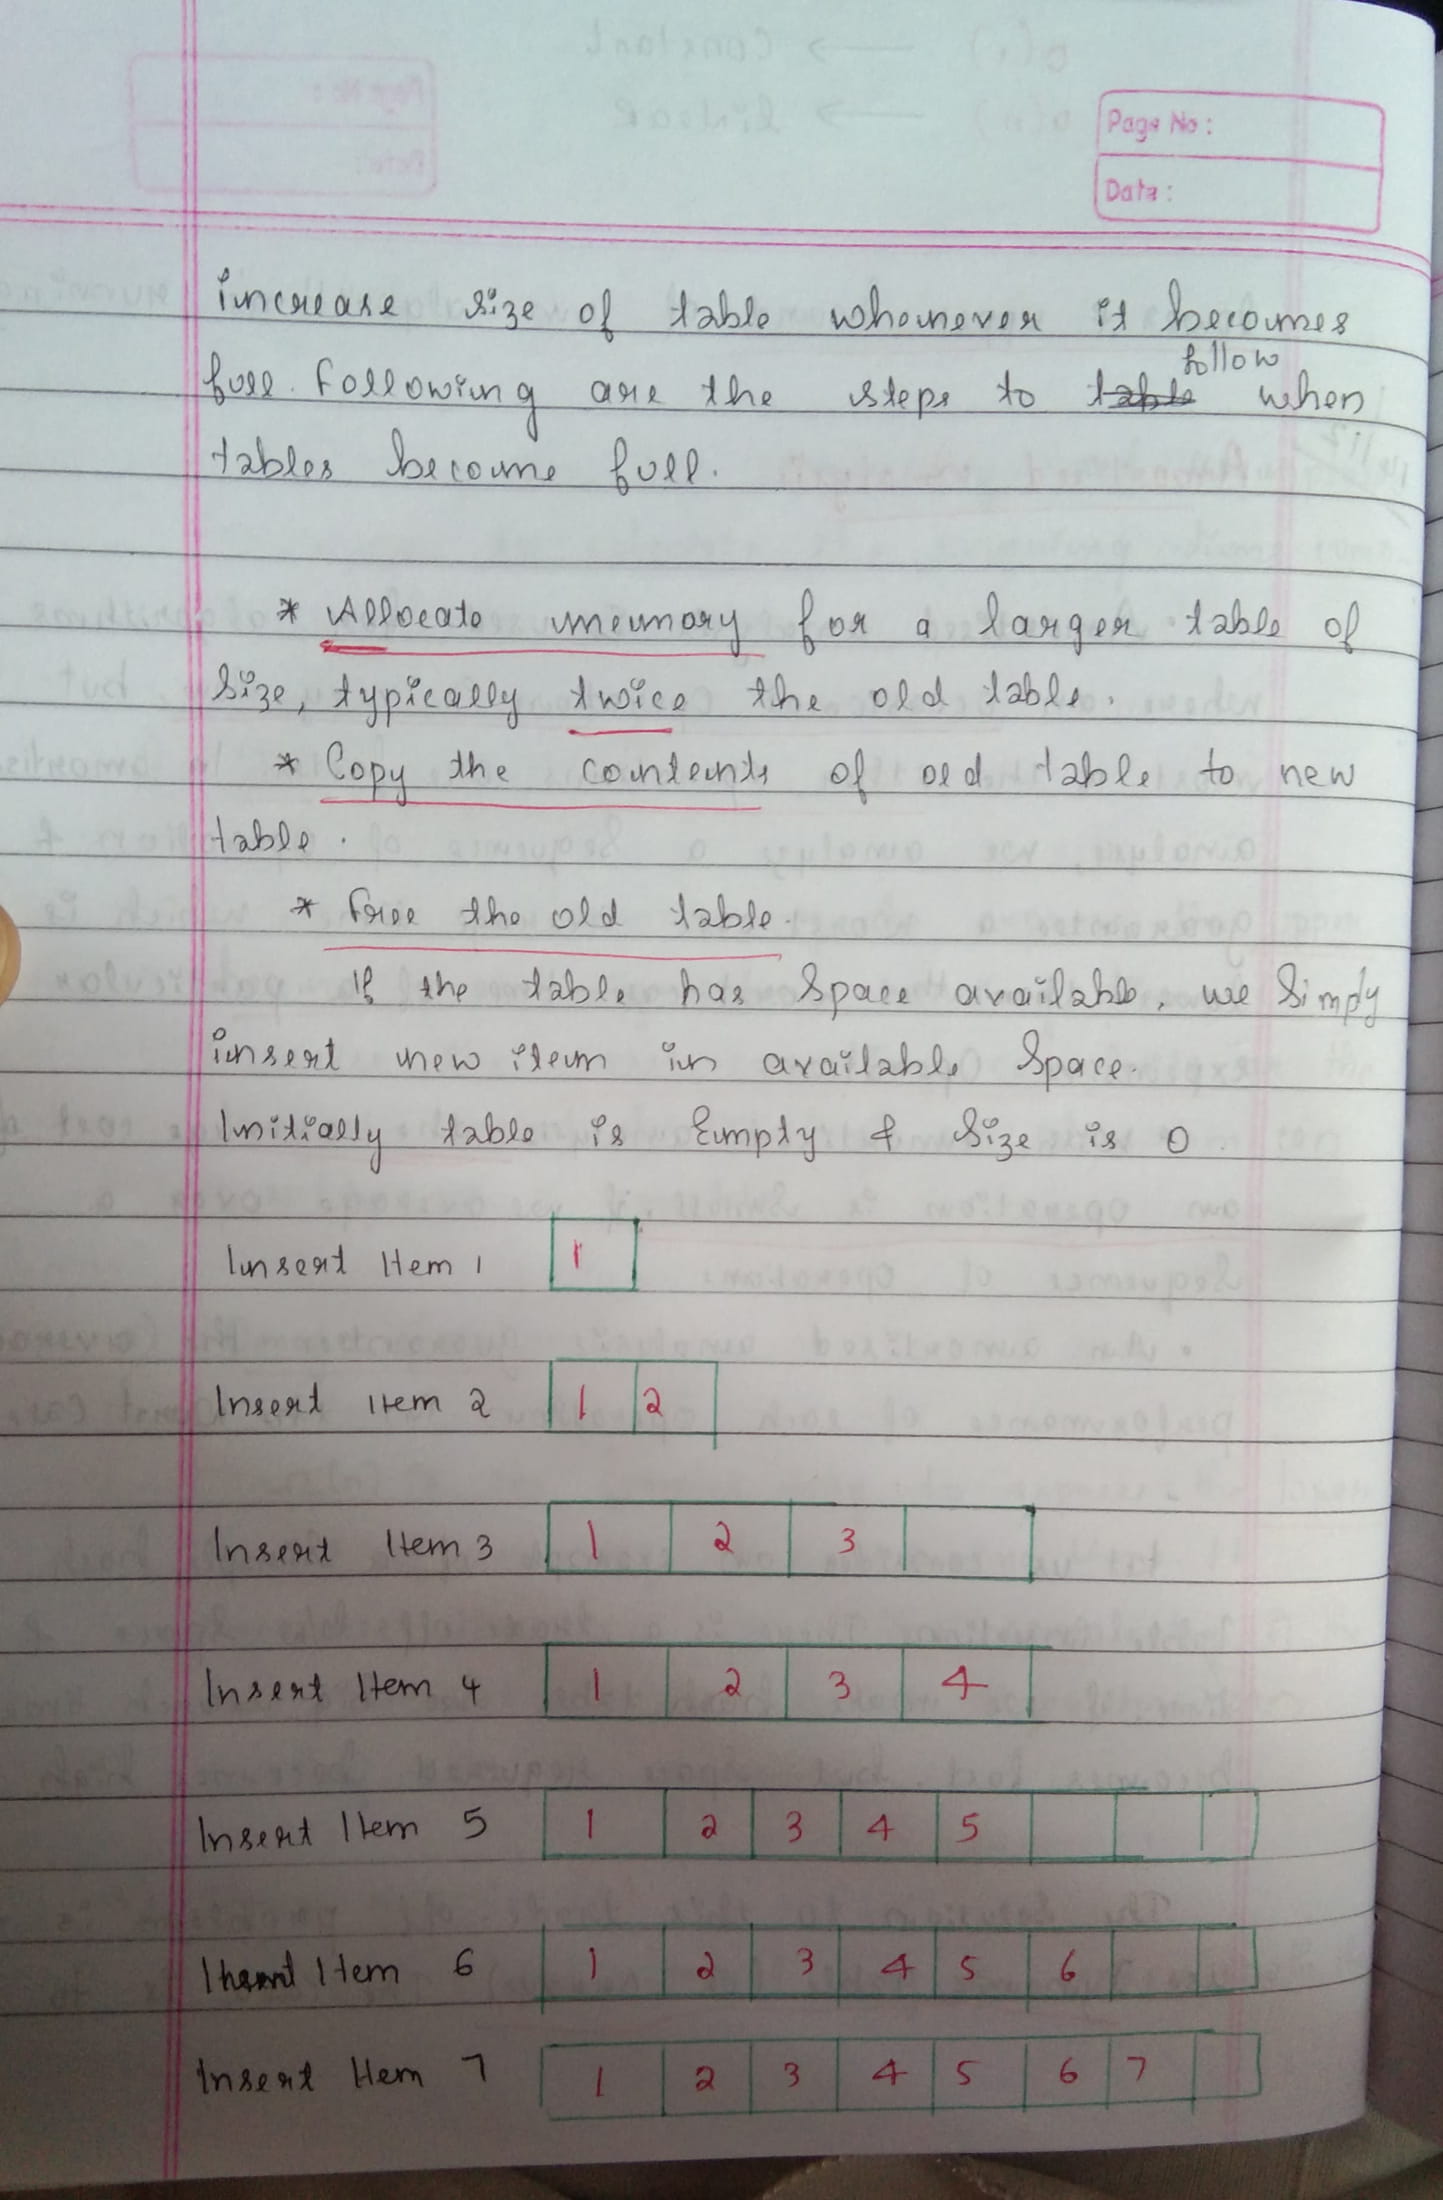 Page No:
Data:
increase size of table whenever it becomes
follow
full. Following are the steps to table when
tables become full.
* Allocate memory for a larger table of
size, typically twice the old table.
* Copy the contents of old table to new
table.
* Free the old table.
If the table has space available, we simply
insert new item in available space.
Initially table is Empty & size is 0.
Insert Item 1 1
Insert Item 2 1 2
Insert Item 3 1 2 3
Insert Item 4 1 2 3 4
Insert Item 5 1 2 3 4 5
Insert Item 6 1 2 3 4 5 6
Insert Item 7 1 2 3 4 5 6 7